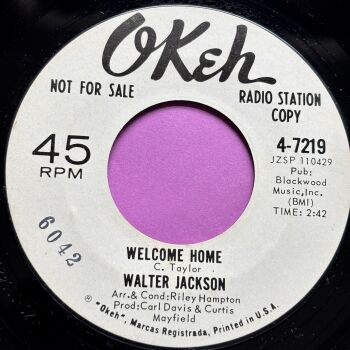 OKeh
NOT FOR SALE
RADIO STATION
COPY
45
RPM
4-7219
JZSP 110429
Pub:
Blackwood
Music,Inc.
(BMI)
TIME: 2:42
6042
WELCOME HOME
C. Taylor
WALTER JACKSON
Arr.& Cond:Riley Hampton
Prod:Carl Davis & Curtis
Mayfield
® "Okeh", Marcas Registrada, Printed in U.S.A.